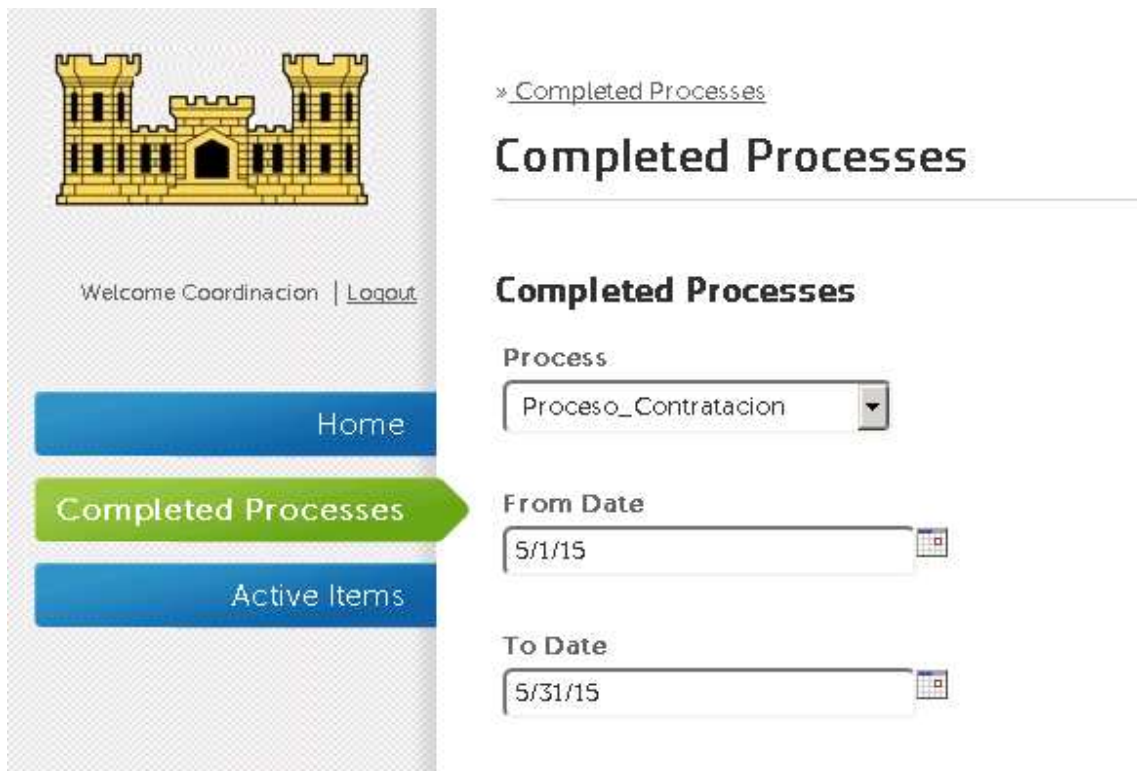 Welcome Coordinacion | Logout
Home
Completed Processes
Active Items
» Completed Processes
Completed Processes
Completed Processes
Process
Proceso_Contratacion
From Date
5/1/15
To Date
5/31/15